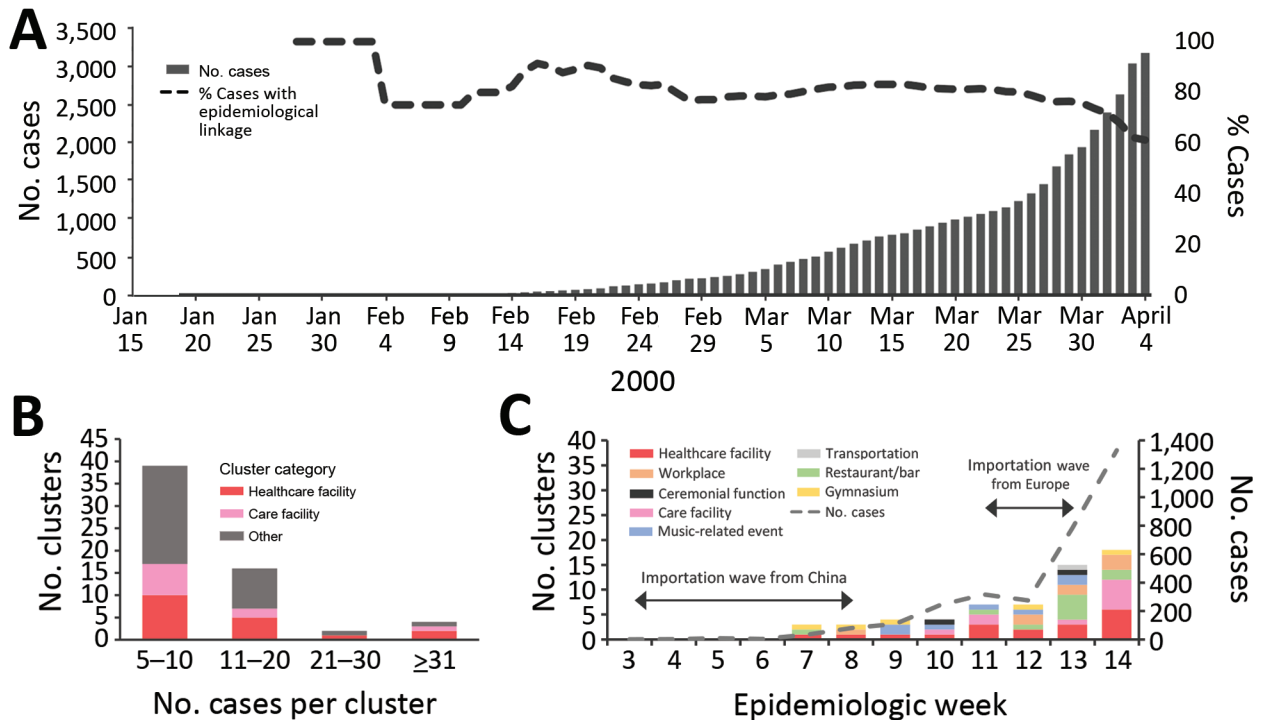 A
3,500
3,000
2,500
2,000
1,500
1,000
500
0
No. cases
No. cases
% Cases with
epidemiological
linkage
100
80
60
40
20
0
% Cases
Jan Jan Jan Jan Feb Feb Feb Feb Feb Feb Mar Mar Mar Mar Mar Mar April
15 20 25 30 4 9 14 19 24 29 5 10 15 20 25 30 4
2000
B
45
40
35
30
25
20
15
10
5
0
No. clusters
Cluster category
Healthcare facility
Care facility
Other
5–10 11–20 21–30 ≥31
No. cases per cluster
C
40
35
30
25
20
15
10
5
0
No. clusters
Healthcare facility
Workplace
Ceremonial function
Care facility
Music-related event
Transportation
Restaurant/bar
Gymnasium
No. cases
Importation wave
from Europe
Importation wave from China
1,400
1,200
1,000
800
600
400
200
0
No. cases
3 4 5 6 7 8 9 10 11 12 13 14
Epidemiologic week